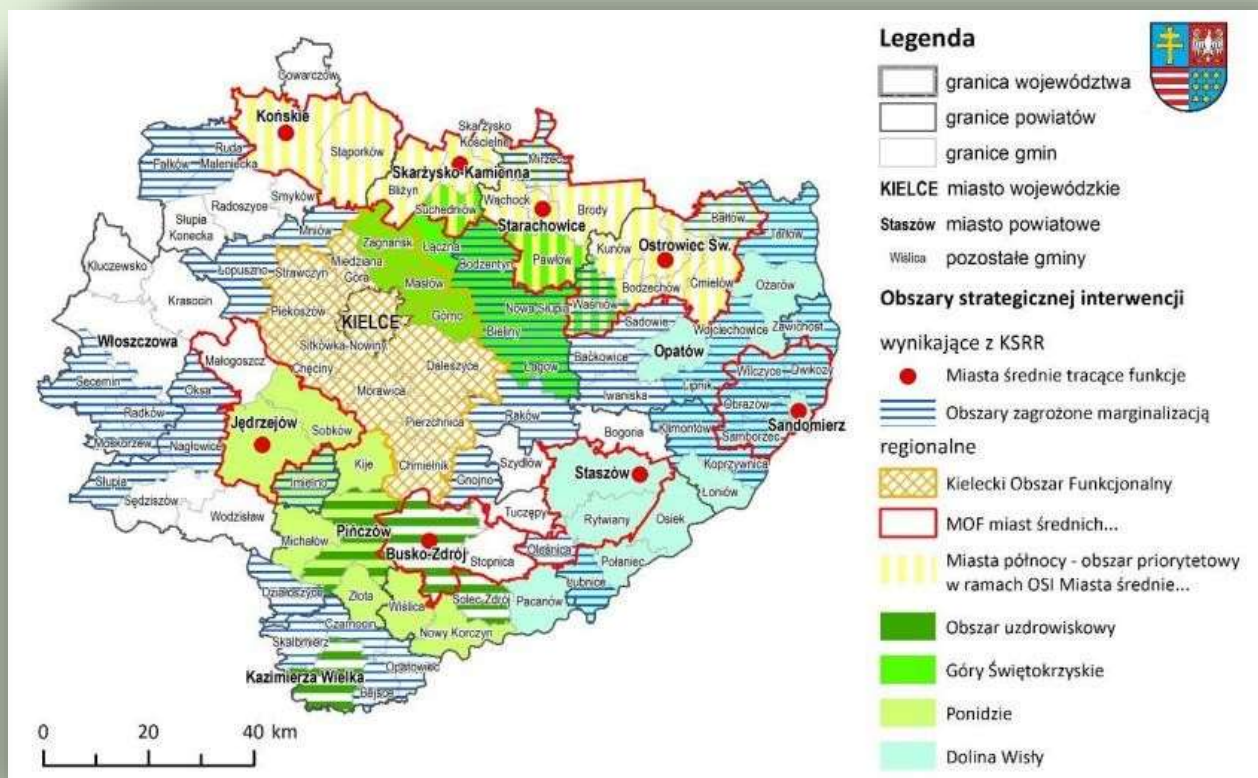 Gowarczów
Końskie
Ruda
Maleniecka
Fałków
Stąporków
Smyków
Radoszyce
Słupia
Konecka
Skarżysko
Kościelne
Skarżysko-Kamienna
Bliżyn
Suchedniów
Mirzec
Wąchock
Starachowice
Brody
Pawłów
Kunów
Ostrowiec Św.
Bodzechów
Ćmielów
Bałtów
Tarłów
Ożarów
Waśniów
Sadowie
Wojciechowice
Zawichost
Opatów
Baćkowice
Iwaniska
Lipnik
Wilczyce
Dwikozy
Obrazów
Sandomierz
Samborzec
Klimontów
Koprzywnica
Łoniów
Kluczewsko
Krasocin
Włoszczowa
Secemin
Radków
Moskorzew
Oksa
Nagłowice
Małogoszcz
Łopuszno
Mniów
Strawczyn
Zagnańsk
Miedziana
Góra
Łączna
Bodzentyn
Masłów
Nowa Słupia
Górno
Bieliny
Łagów
Piekoszów
KIELCE
Sitkówka-Nowiny
Chęciny
Morawica
Daleszyce
Pierzchnica
Chmielnik
Raków
Bogoria
Szydłów
Gnojno
Staszów
Rytwiany
Osiek
Tuczępy
Oleśnica
Połaniec
Łubnice
Pacanów
Jędrzejów
Sobków
Kije
Imielno
Słupia
Sędziszów
Wodzisław
Pińczów
Michałów
Busko-Zdrój
Stopnica
Solec Zdrój
Działoszyce
Złota
Wiślica
Nowy Korczyn
Czarnocin
Skalbmierz
Opatowiec
Kazimierza Wielka
Bejsce
0 20 40 km
Legenda
granica województwa
granice powiatów
granice gmin
KIELCE miasto wojewódzkie
Staszów miasto powiatowe
Wiślica pozostałe gminy
Obszary strategicznej interwencji
wynikające z KSRR
Miasta średnie tracące funkcje
Obszary zagrożone marginalizacją
regionalne
Kielecki Obszar Funkcjonalny
MOF miast średnich...
Miasta północy - obszar priorytetowy
w ramach OSI Miasta średnie...
Obszar uzdrowiskowy
Góry Świętokrzyskie
Ponidzie
Dolina Wisły